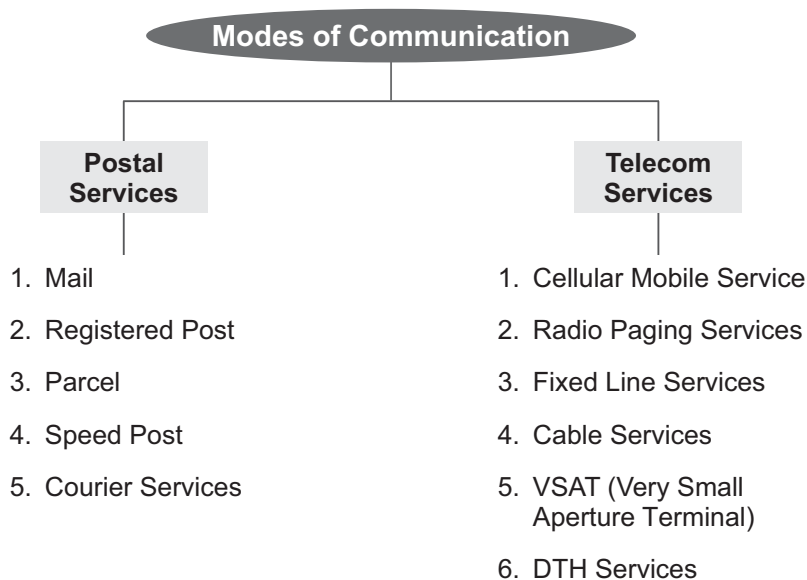 Modes of Communication
Postal
Services
1. Mail
2. Registered Post
3. Parcel
4. Speed Post
5. Courier Services
Telecom
Services
1. Cellular Mobile Service
2. Radio Paging Services
3. Fixed Line Services
4. Cable Services
5. VSAT (Very Small
Aperture Terminal)
6. DTH Services